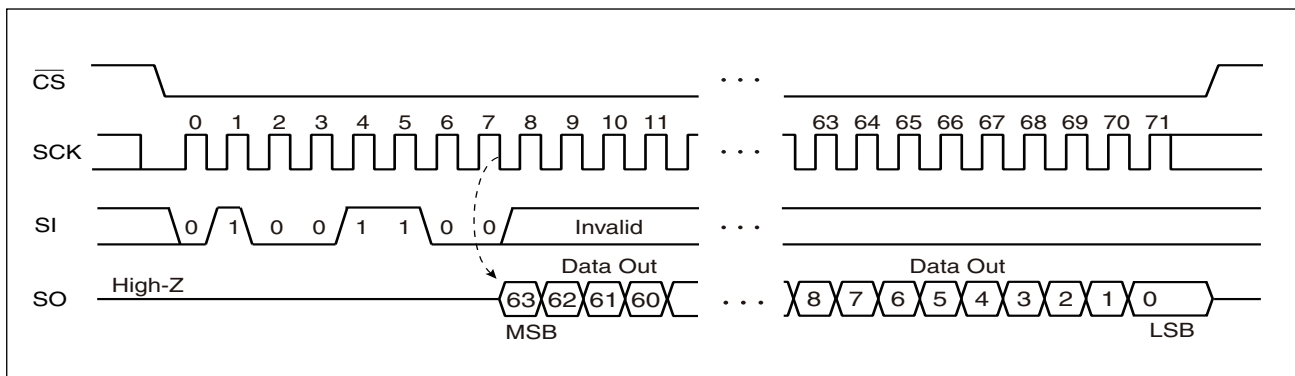 CS
. . .
0 1 2 3 4 5 6 7 8 9 10 11 63 64 65 66 67 68 69 70 71
SCK
. . .
SI 0 1 0 0 1 1 0 0 Invalid . . .
High-Z Data Out Data Out
SO 63 62 61 60 . . . 8 7 6 5 4 3 2 1 0
MSB LSB